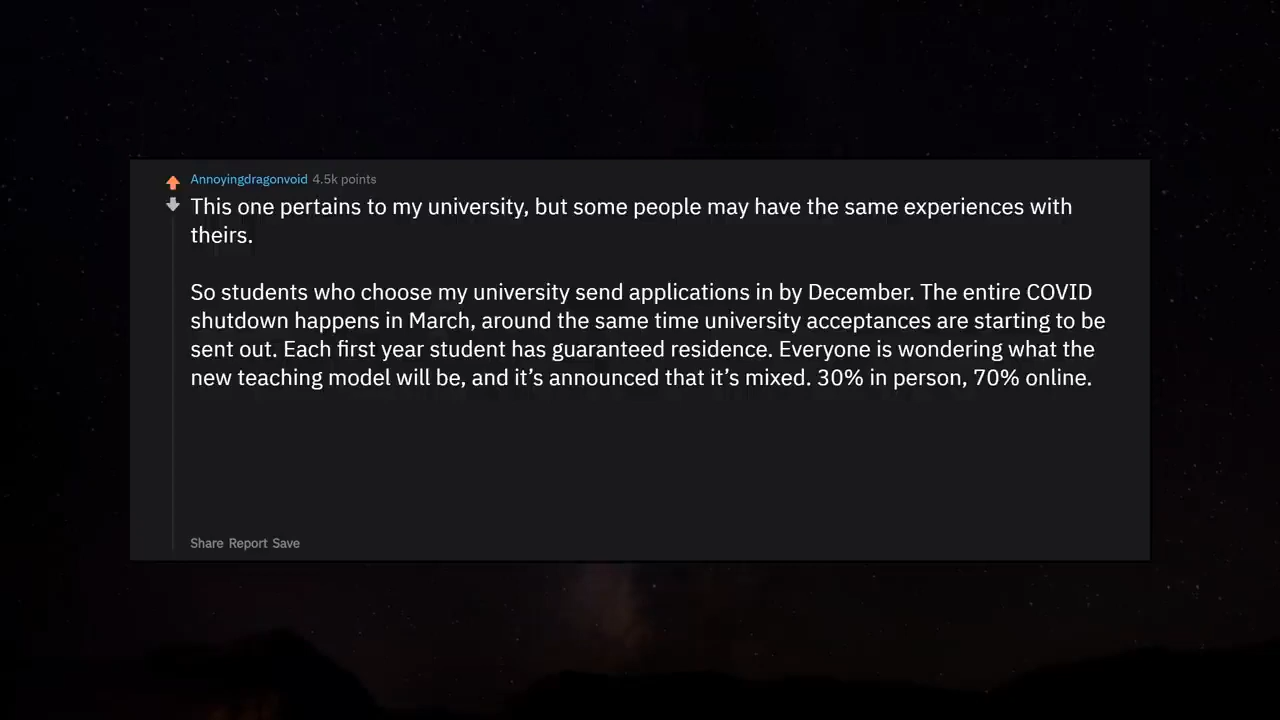 Annoyingdragonvoid 4.5k points
This one pertains to my university, but some people may have the same experiences with
theirs.
So students who choose my university send applications in by December. The entire COVID
shutdown happens in March, around the same time university acceptances are starting to be
sent out. Each first year student has guaranteed residence. Everyone is wondering what the
new teaching model will be, and it’s announced that it’s mixed. 30% in person, 70% online.
Share Report Save